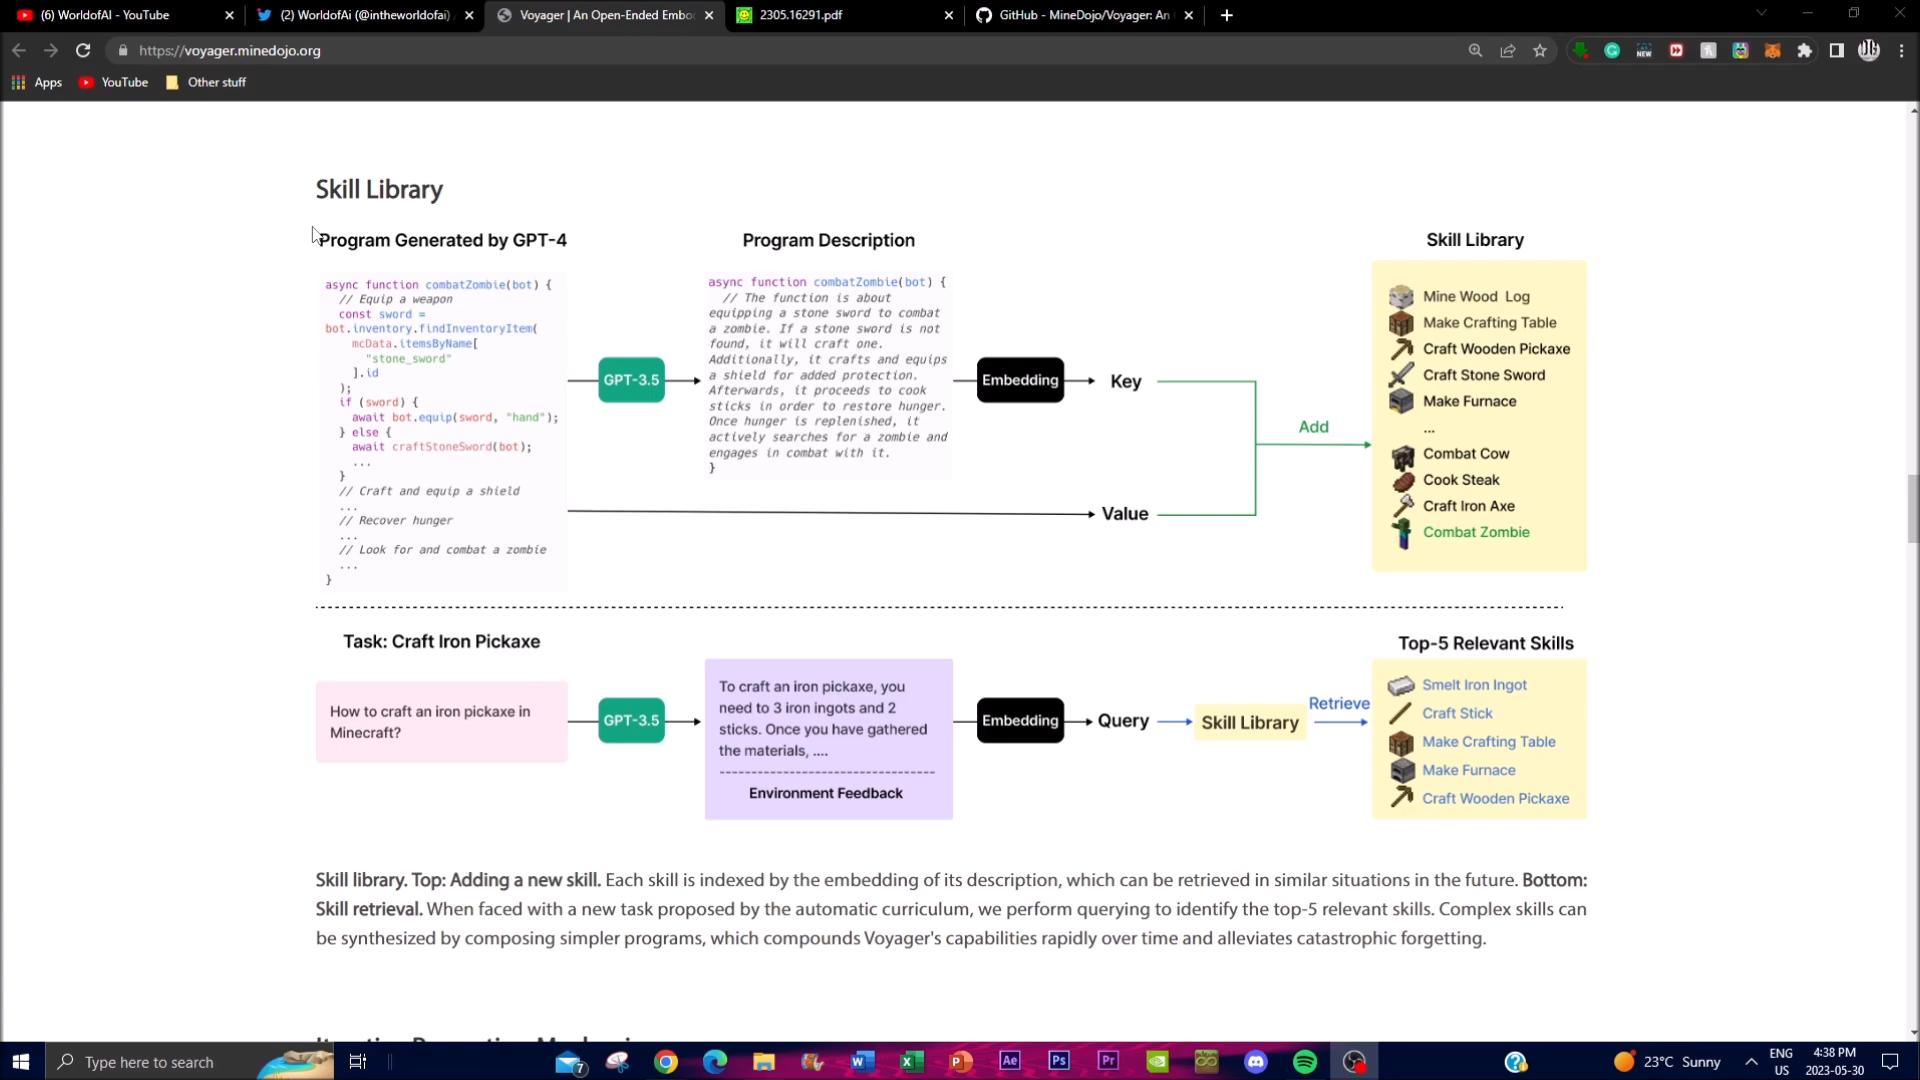 (6) WorldofAI - YouTube
(2) WorldofAi (@intheworldofai)
Voyager | An Open-Ended Embo
2305.16291.pdf
GitHub - MineDojo/Voyager: An
https://voyager.minedojo.org
NEW
Apps
YouTube
Other stuff
Skill Library
Program Generated by GPT-4
Program Description
Skill Library
async function combatZombie(bot) {
// Equip a weapon
const sword =
bot.inventory.findInventoryItem(
mcData.itemsByName[
"stone_sword"
].id
);
if (sword) {
await bot.equip(sword, "hand");
} else {
await craftStoneSword(bot);
...
}
// Craft and equip a shield
...
// Recover hunger
...
// Look for and combat a zombie
...
}
GPT-3.5
async function combatZombie(bot) {
// The function is about
equipping a stone sword to combat
a zombie. If a stone sword is not
found, it will craft one.
Additionally, it crafts and equips
a shield for added protection.
Afterwards, it proceeds to cook
sticks in order to restore hunger.
Once hunger is replenished, it
actively searches for a zombie and
engages in combat with it.
}
Embedding
Key
Value
Add
Mine Wood Log
Make Crafting Table
Craft Wooden Pickaxe
Craft Stone Sword
Make Furnace
...
Combat Cow
Cook Steak
Craft Iron Axe
Combat Zombie
Task: Craft Iron Pickaxe
Top-5 Relevant Skills
How to craft an iron pickaxe in
Minecraft?
GPT-3.5
To craft an iron pickaxe, you
need to 3 iron ingots and 2
sticks. Once you have gathered
the materials, ....
Environment Feedback
Embedding
Query
Skill Library
Retrieve
Smelt Iron Ingot
Craft Stick
Make Crafting Table
Make Furnace
Craft Wooden Pickaxe
Skill library. Top: Adding a new skill. Each skill is indexed by the embedding of its description, which can be retrieved in similar situations in the future. Bottom:
Skill retrieval. When faced with a new task proposed by the automatic curriculum, we perform querying to identify the top-5 relevant skills. Complex skills can
be synthesized by composing simpler programs, which compounds Voyager's capabilities rapidly over time and alleviates catastrophic forgetting.
Type here to search
7
Ae
Ps
Pr
23°C Sunny
ENG
US
4:38 PM
2023-05-30